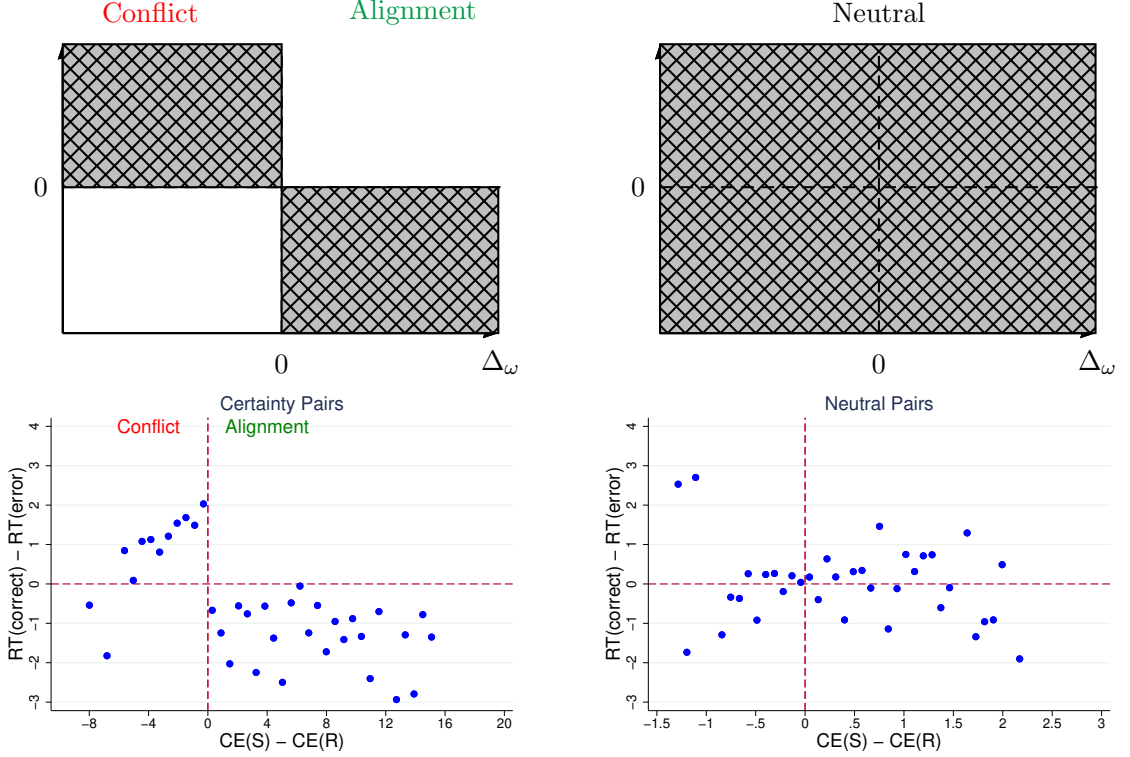 Conflict Alignment
0
0
Δω
Neutral
0
0
Δω
Certainty Pairs
Conflict Alignment
RT(correct) − RT(error)
4
3
2
1
0
−1
−2
−3
−8 −4 0 4 8 12 16 20
CE(S) − CE(R)
Neutral Pairs
RT(correct) − RT(error)
4
3
2
1
0
−1
−2
−3
−1.5 −1 −.5 0 .5 1 1.5 2 2.5 3
CE(S) − CE(R)